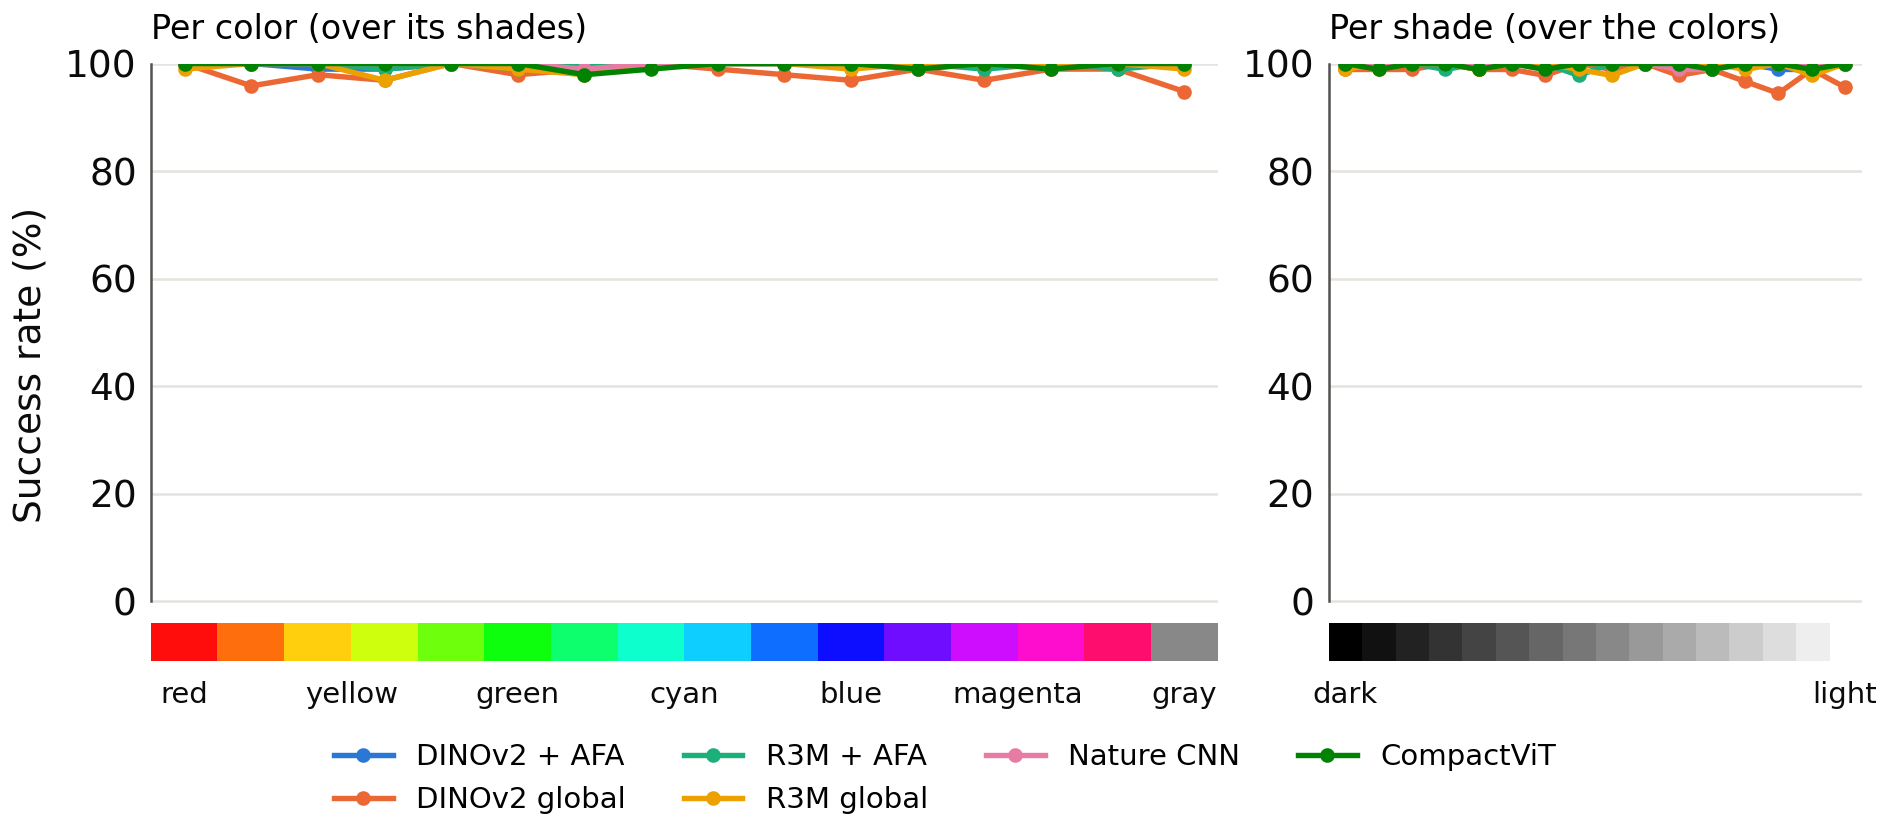 Per color (over its shades)
Per shade (over the colors)
Success rate (%)
100
80
60
40
20
0
100
80
60
40
20
0
red yellow green cyan blue magenta gray
dark light
DINOv2 + AFA R3M + AFA Nature CNN CompactViT
DINOv2 global R3M global